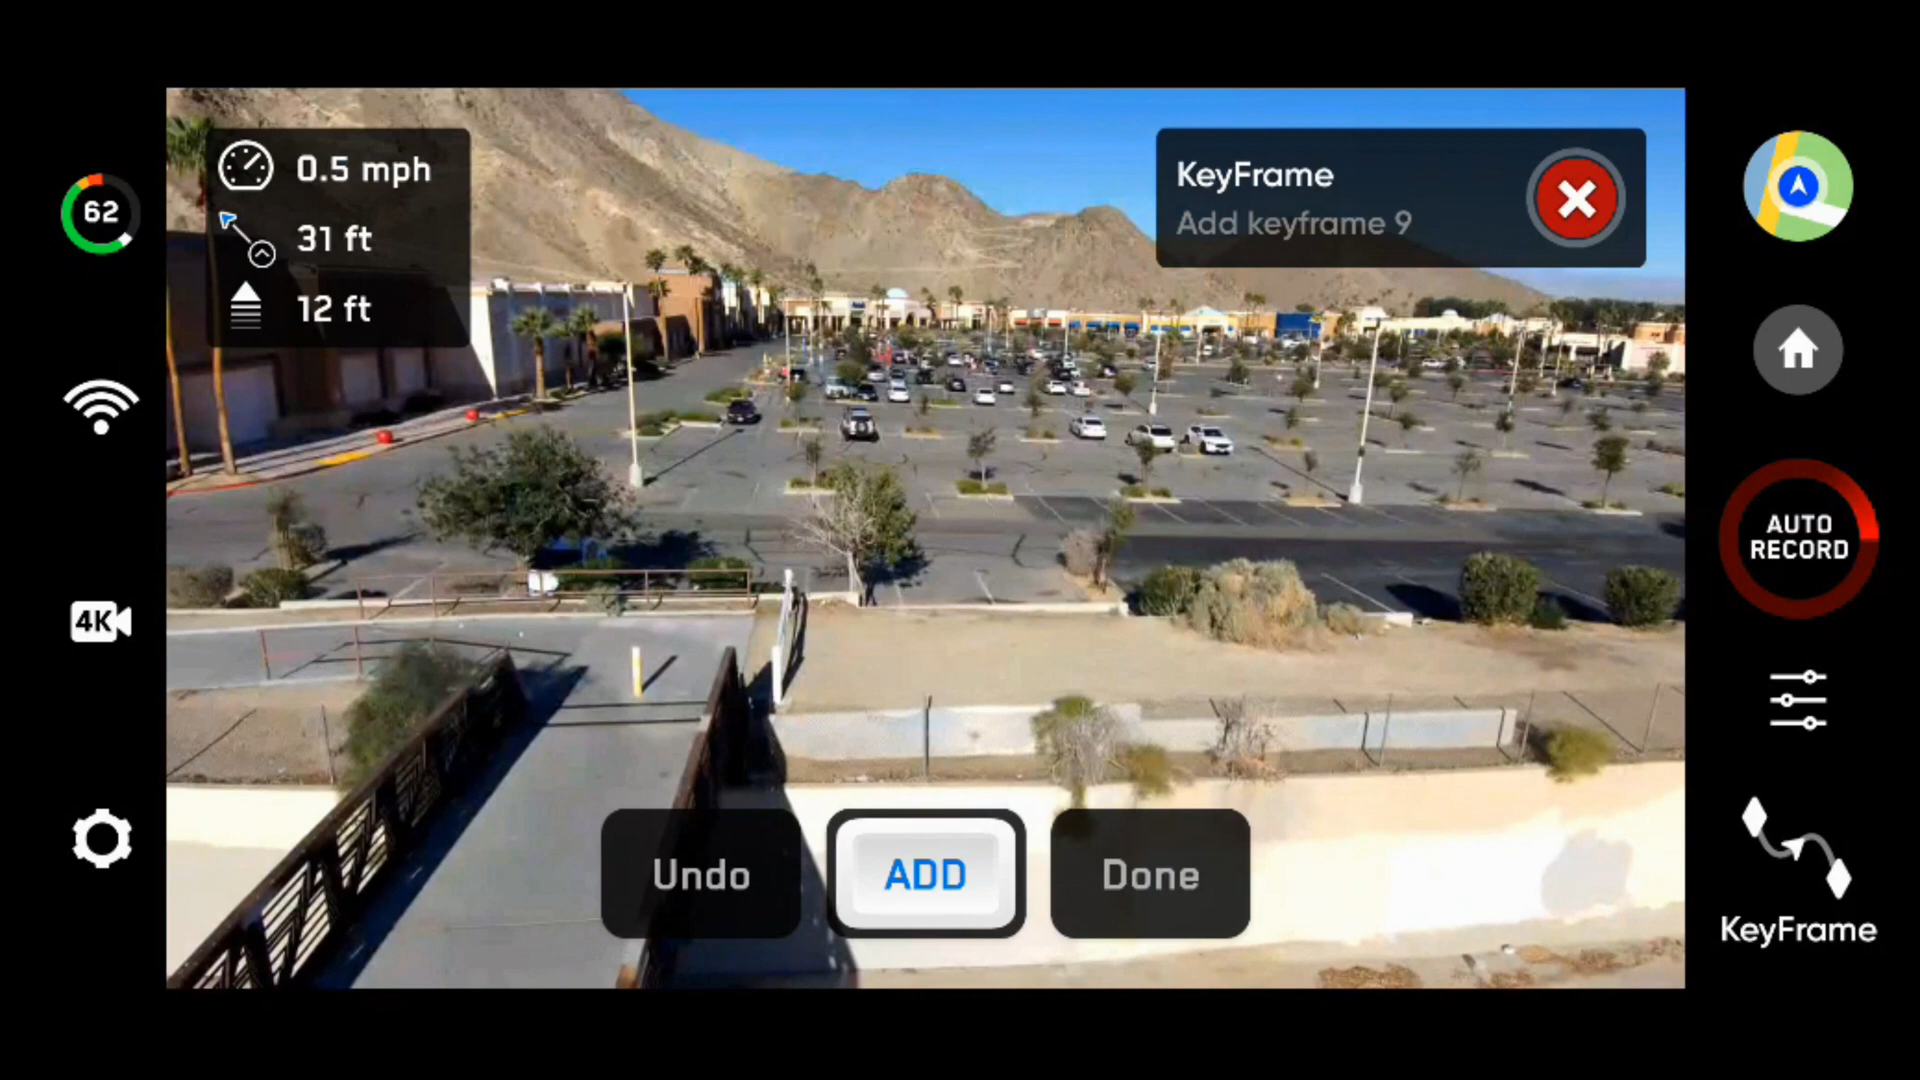 62
0.5 mph
31 ft
12 ft
KeyFrame
Add keyframe 9
AUTO
RECORD
4K
Undo
ADD
Done
KeyFrame